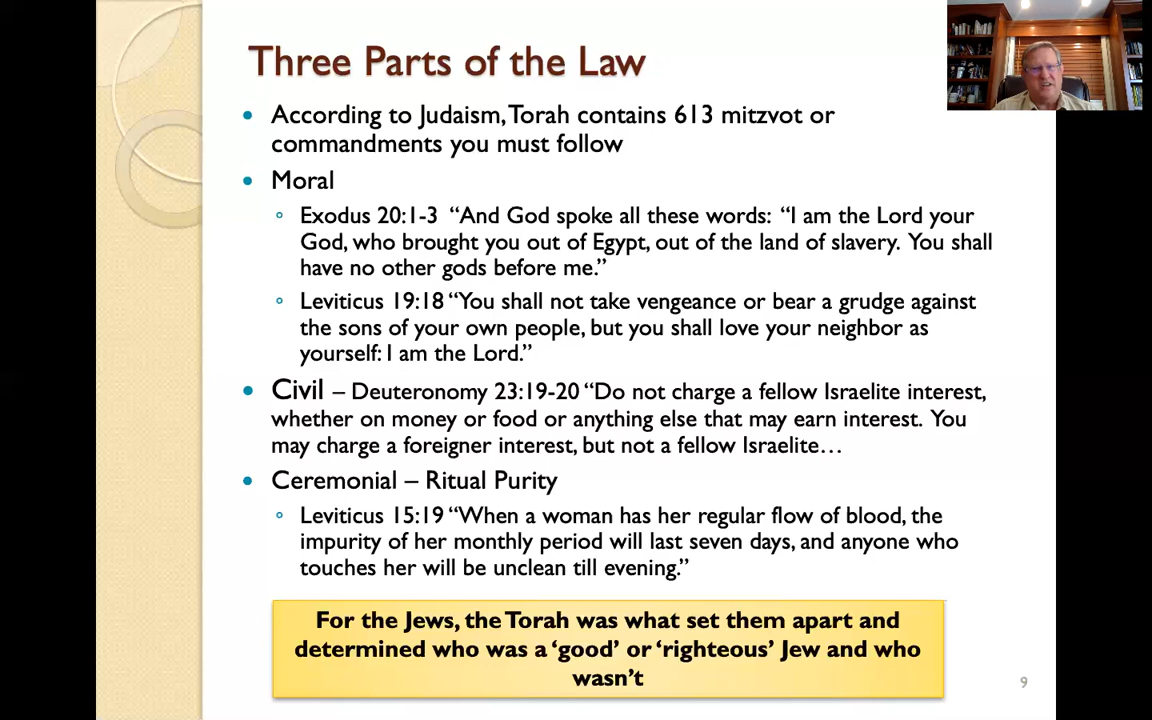 Three Parts of the Law
According to Judaism, Torah contains 613 mitzvot or
commandments you must follow
Moral
Exodus 20:1-3 “And God spoke all these words: “I am the Lord your
God, who brought you out of Egypt, out of the land of slavery. You shall
have no other gods before me.”
Leviticus 19:18 “You shall not take vengeance or bear a grudge against
the sons of your own people, but you shall love your neighbor as
yourself: I am the Lord.”
Civil – Deuteronomy 23:19-20 “Do not charge a fellow Israelite interest,
whether on money or food or anything else that may earn interest. You
may charge a foreigner interest, but not a fellow Israelite…
Ceremonial – Ritual Purity
Leviticus 15:19 “When a woman has her regular flow of blood, the
impurity of her monthly period will last seven days, and anyone who
touches her will be unclean till evening.”
For the Jews, the Torah was what set them apart and
determined who was a ‘good’ or ‘righteous’ Jew and who
wasn’t
9